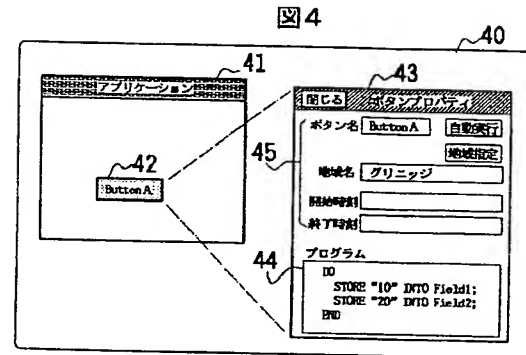 図4
40
41
アプリケーション
42
Button A
43
閉じる ボタンプロパティ
45
ボタン名 Button A 自動実行
地域指定
地域名 グリニッジ
開始時刻
終了時刻
プログラム
44
DO
STORE "10" INTO Field1;
STORE "20" INTO Field2;
END